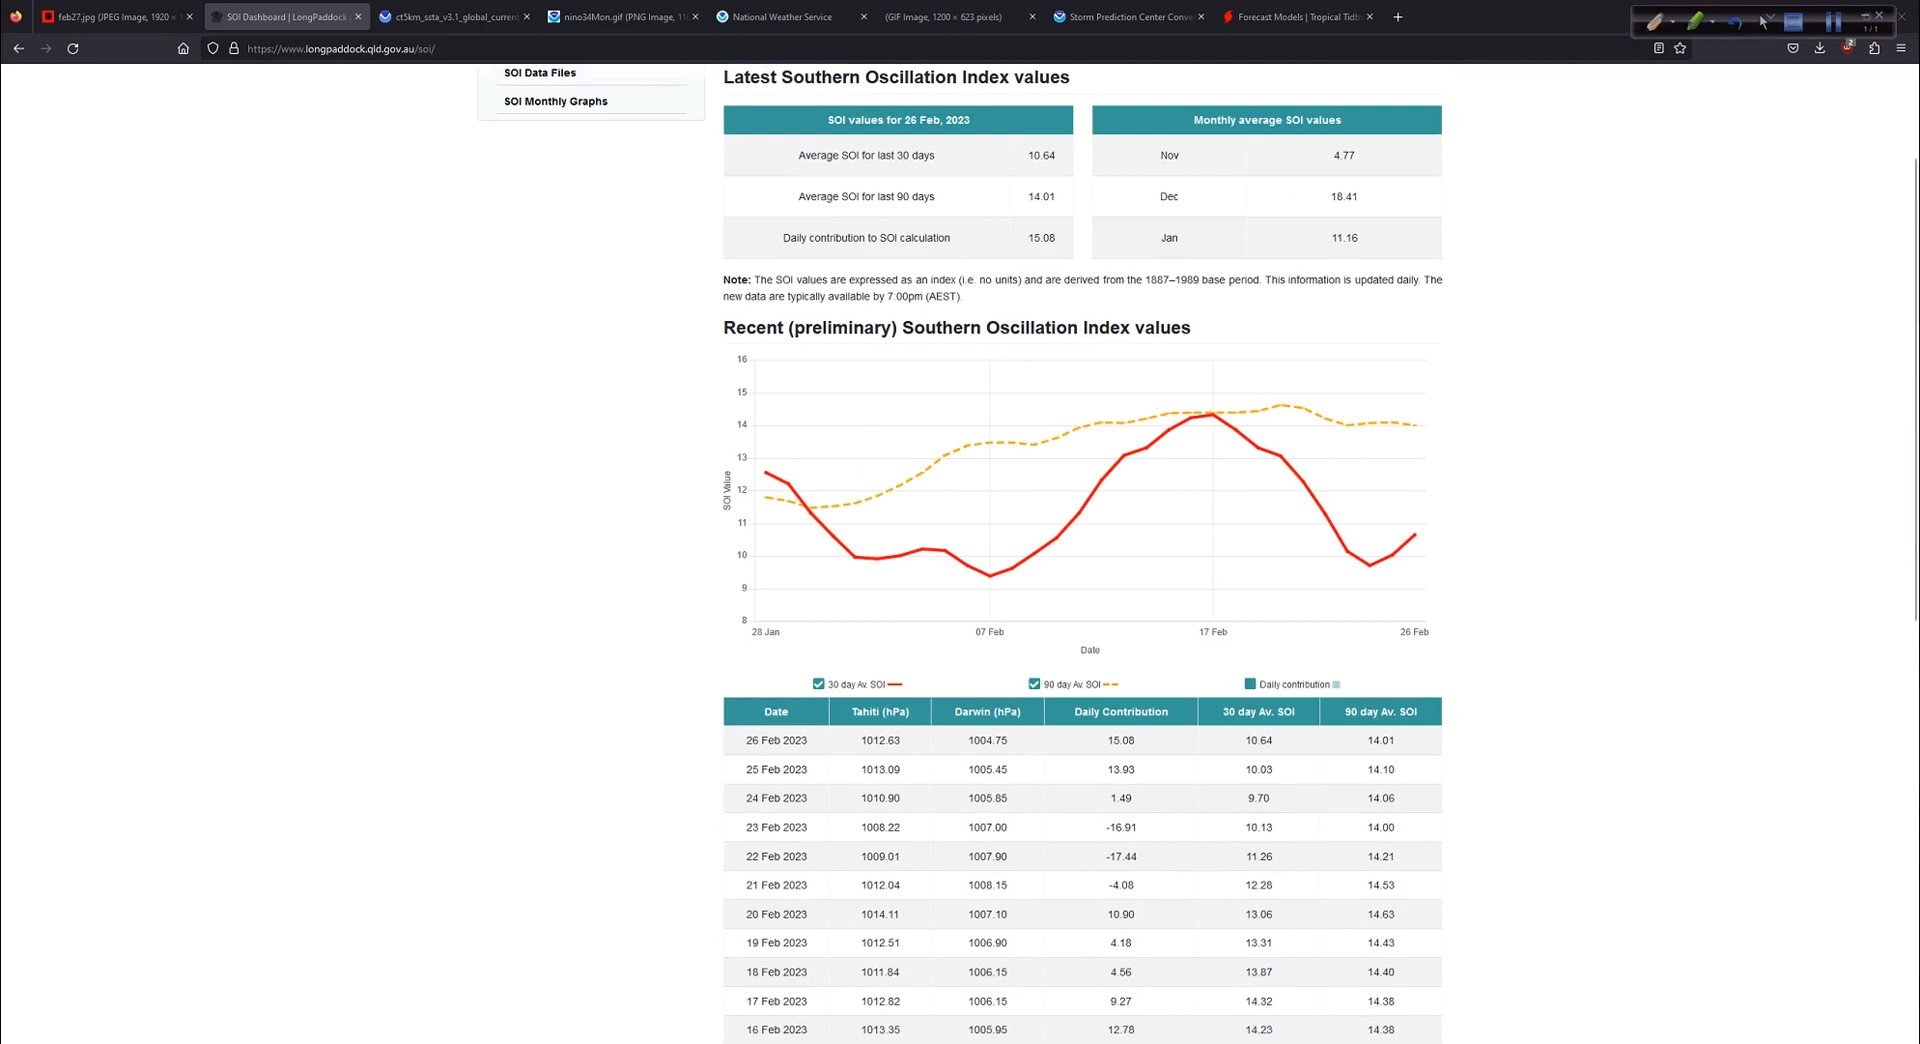 feb27.jpg (JPEG Image, 1920 ×
SOI Dashboard | LongPaddock
ct5km_ssta_v3.1_global_current
nino34Mon.gif (PNG Image, 11
National Weather Service
(GIF Image, 1200 × 623 pixels)
Storm Prediction Center Conve
Forecast Models | Tropical Tidb
1/1
https://www.longpaddock.qld.gov.au/soi/
2
SOI Data Files
SOI Monthly Graphs
Latest Southern Oscillation Index values
SOI values for 26 Feb, 2023
Average SOI for last 30 days 10.64
Average SOI for last 90 days 14.01
Daily contribution to SOI calculation 15.08
Monthly average SOI values
Nov 4.77
Dec 18.41
Jan 11.16
Note: The SOI values are expressed as an index (i.e. no units) and are derived from the 1887–1989 base period. This information is updated daily. The
new data are typically available by 7:00pm (AEST).
Recent (preliminary) Southern Oscillation Index values
16
15
14
13
12
11
10
9
8
SOI Value
28 Jan 07 Feb 17 Feb 26 Feb
Date
30 day Av. SOI 90 day Av. SOI Daily contribution
Date Tahiti (hPa) Darwin (hPa) Daily Contribution 30 day Av. SOI 90 day Av. SOI
26 Feb 2023 1012.63 1004.75 15.08 10.64 14.01
25 Feb 2023 1013.09 1005.45 13.93 10.03 14.10
24 Feb 2023 1010.90 1005.85 1.49 9.70 14.06
23 Feb 2023 1008.22 1007.00 -16.91 10.13 14.00
22 Feb 2023 1009.01 1007.90 -17.44 11.26 14.21
21 Feb 2023 1012.04 1008.15 -4.08 12.28 14.53
20 Feb 2023 1014.11 1007.10 10.90 13.06 14.63
19 Feb 2023 1012.51 1006.90 4.18 13.31 14.43
18 Feb 2023 1011.84 1006.15 4.56 13.87 14.40
17 Feb 2023 1012.82 1006.15 9.27 14.32 14.38
16 Feb 2023 1013.35 1005.95 12.78 14.23 14.38